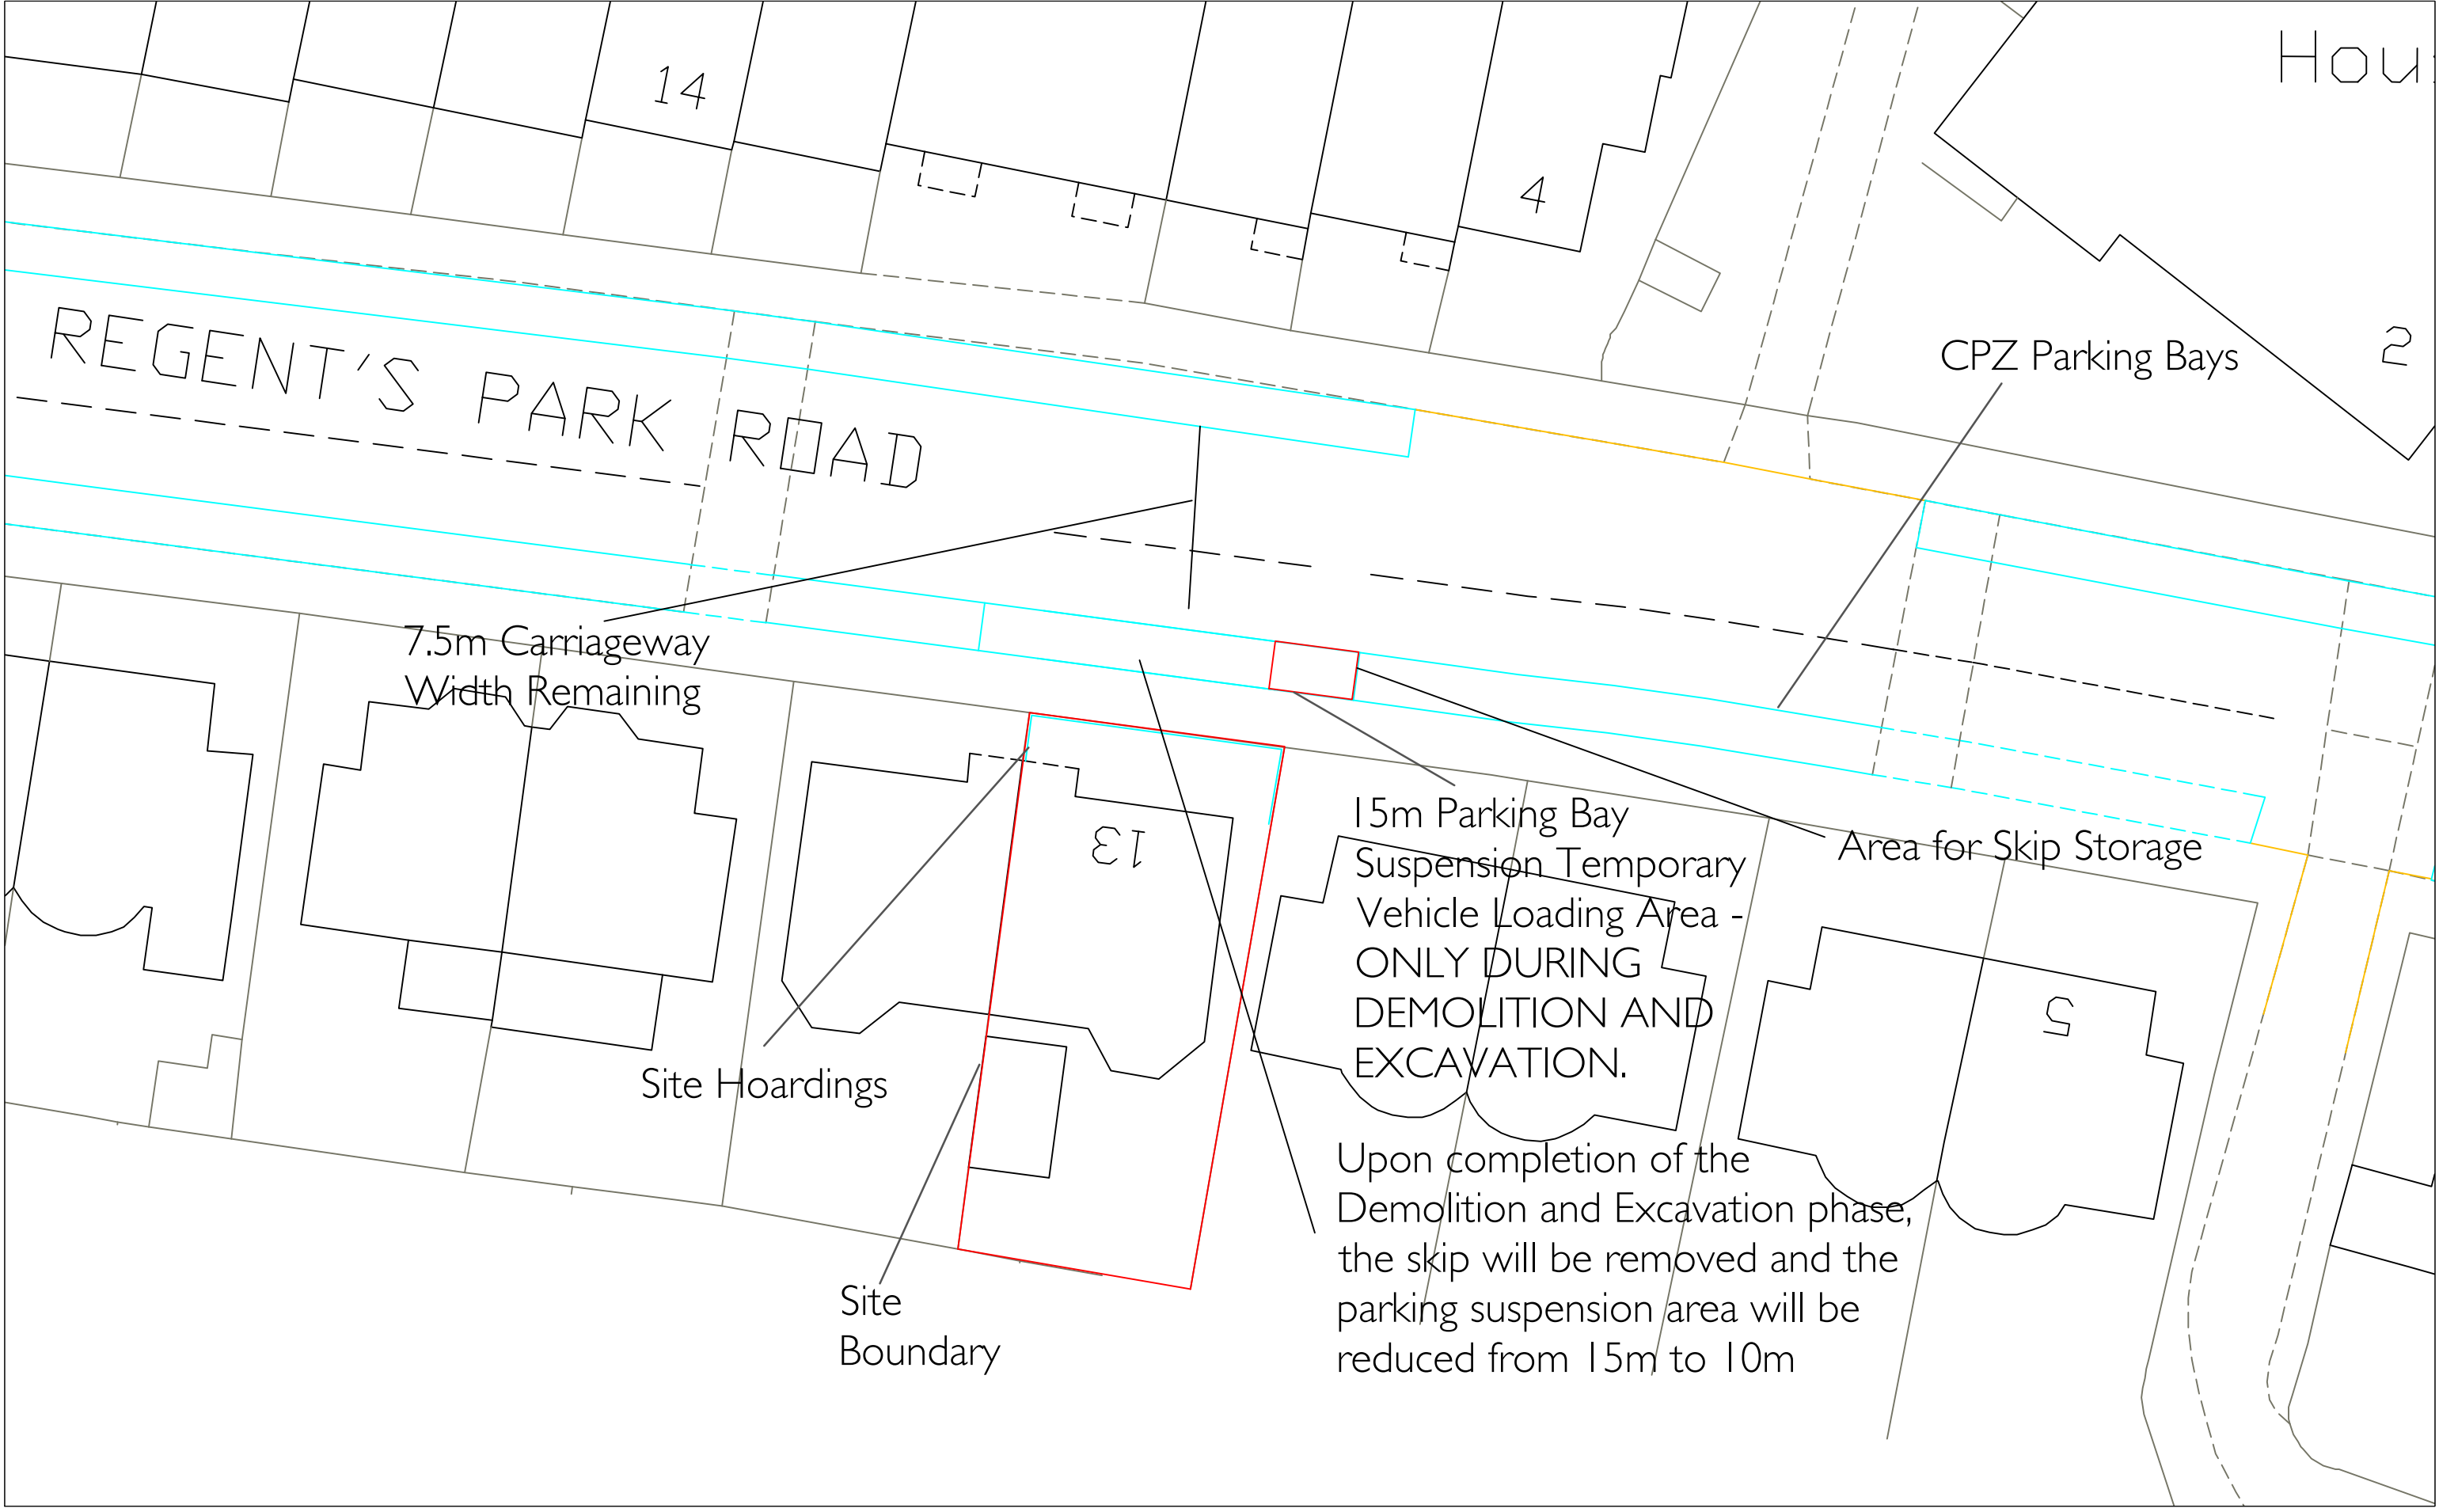 14
Hou
4
2
REGENT'S PARK ROAD
CPZ Parking Bays
7.5m Carriageway
Width Remaining
15m Parking Bay
Suspension Temporary
Vehicle Loading Area -
ONLY DURING
DEMOLITION AND
EXCAVATION.
Area for Skip Storage
13
5
Site Hoardings
Upon completion of the
Demolition and Excavation phase,
the skip will be removed and the
parking suspension area will be
reduced from 15m to 10m
Site
Boundary